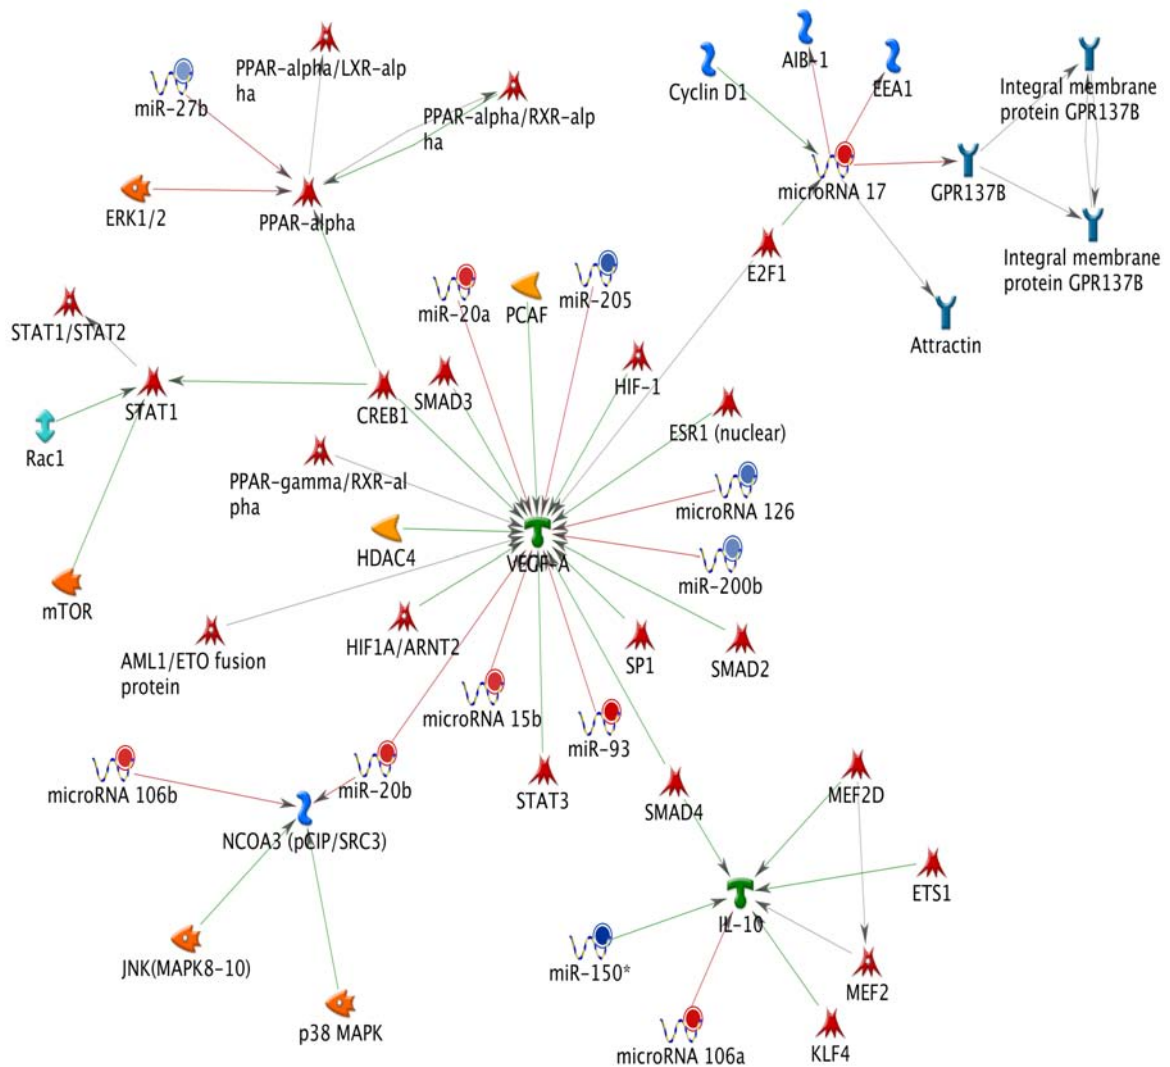 PPAR-alpha/LXR-alp
ha
miR-27b
PPAR-alpha/RXR-alp
ha
ERK1/2
PPAR-alpha
Cyclin D1
AIB-1
EEA1
Integral membrane
protein GPR137B
microRNA 17
GPR137B
Integral membrane
protein GPR137B
E2F1
Attractin
miR-20a
PCAF
miR-205
STAT1/STAT2
STAT1
CREB1
SMAD3
HIF-1
ESR1 (nuclear)
Rac1
PPAR-gamma/RXR-al
pha
microRNA 126
HDAC4
VEGF-A
miR-200b
mTOR
AML1/ETO fusion
protein
HIF1A/ARNT2
SP1
SMAD2
microRNA 15b
miR-93
microRNA 106b
miR-20b
STAT3
SMAD4
MEF2D
NCOA3 (pCIP/SRC3)
ETS1
IL-10
JNK(MAPK8-10)
miR-150*
MEF2
p38 MAPK
microRNA 106a
KLF4